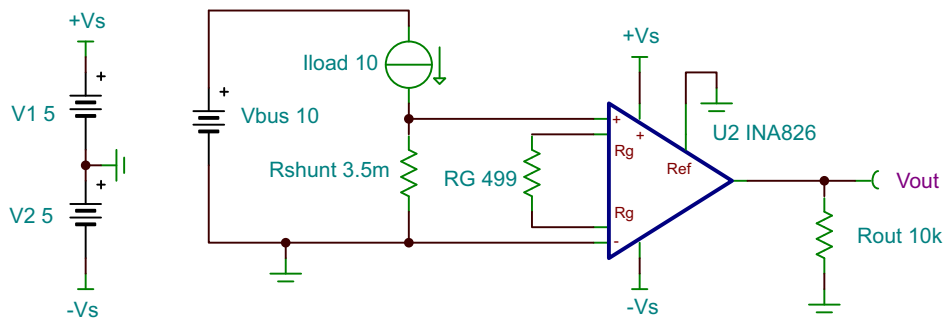 +Vs
V1 5
+
V2 5
+
-Vs
Vbus 10
+
Iload 10
Rshunt 3.5m
RG 499
+Vs
+
+
Rg
Ref
Rg
-
-
-Vs
U2 INA826
Vout
Rout 10k